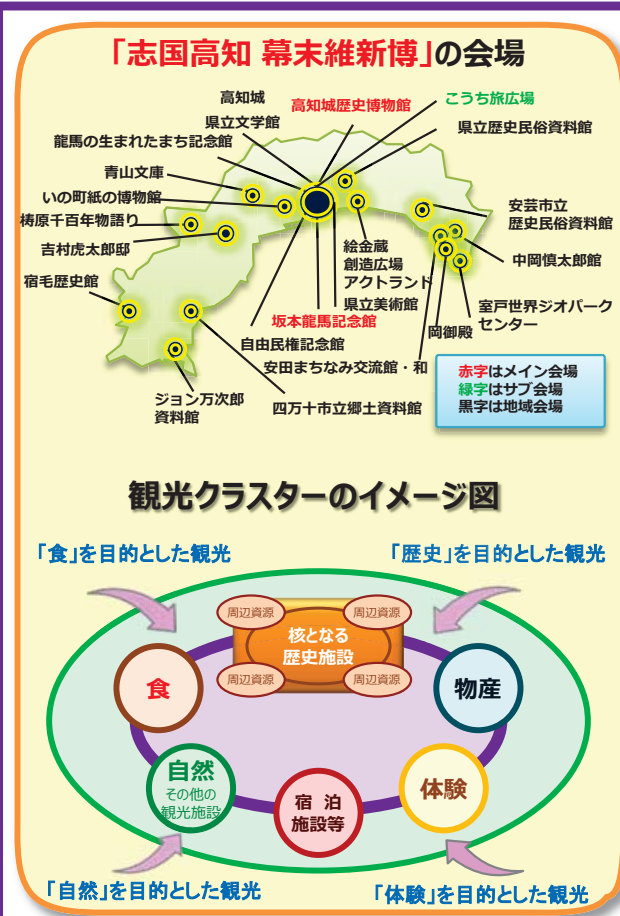 「志国高知 幕末維新博」の会場
高知城
県立文学館
高知城歴史博物館
こうち旅広場
龍馬の生まれたまち記念館
県立歴史民俗資料館
青山文庫
いの町紙の博物館
梼原千百年物語り
吉村虎太郎邸
宿毛歴史館
安芸市立
歴史民俗資料館
中岡慎太郎館
絵金蔵
創造広場
アクトランド
県立美術館
室戸世界ジオパーク
センター
岡御殿
坂本龍馬記念館
自由民権記念館
安田まちなみ交流館・和
ジョン万次郎
資料館
四万十市立郷土資料館
赤字はメイン会場
緑字はサブ会場
黒字は地域会場
観光クラスターのイメージ図
「食」を目的とした観光
「歴史」を目的とした観光
周辺資源
周辺資源
核となる
歴史施設
周辺資源
周辺資源
食
物産
自然
その他の
観光施設
宿 泊
施設等
体験
「自然」を目的とした観光
「体験」を目的とした観光